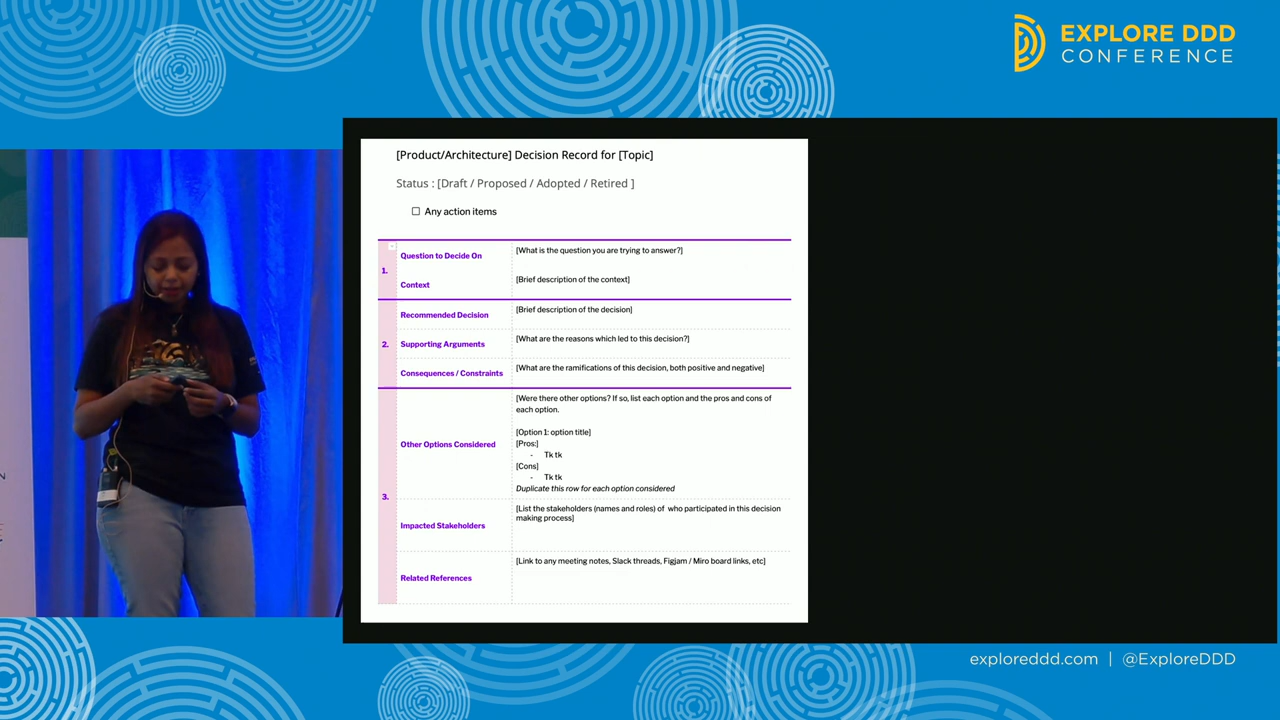 EXPLORE DDD
CONFERENCE
[Product/Architecture] Decision Record for [Topic]
Status : [Draft / Proposed / Adopted / Retired ]
Any action items
1.
Question to Decide On
[What is the question you are trying to answer?]
Context
[Brief description of the context]
2.
Recommended Decision
[Brief description of the decision]
Supporting Arguments
[What are the reasons which led to this decision?]
Consequences / Constraints
[What are the ramifications of this decision, both positive and negative]
3.
Other Options Considered
[Were there other options? If so, list each option and the pros and cons of
each option.
[Option 1: option title]
[Pros:]
- Tk tk
[Cons]
- Tk tk
Duplicate this row for each option considered
Impacted Stakeholders
[List the stakeholders (names and roles) of who participated in this decision
making process]
Related References
[Link to any meeting notes, Slack threads, Figjam / Miro board links, etc]
exploreddd.com | @ExploreDDD